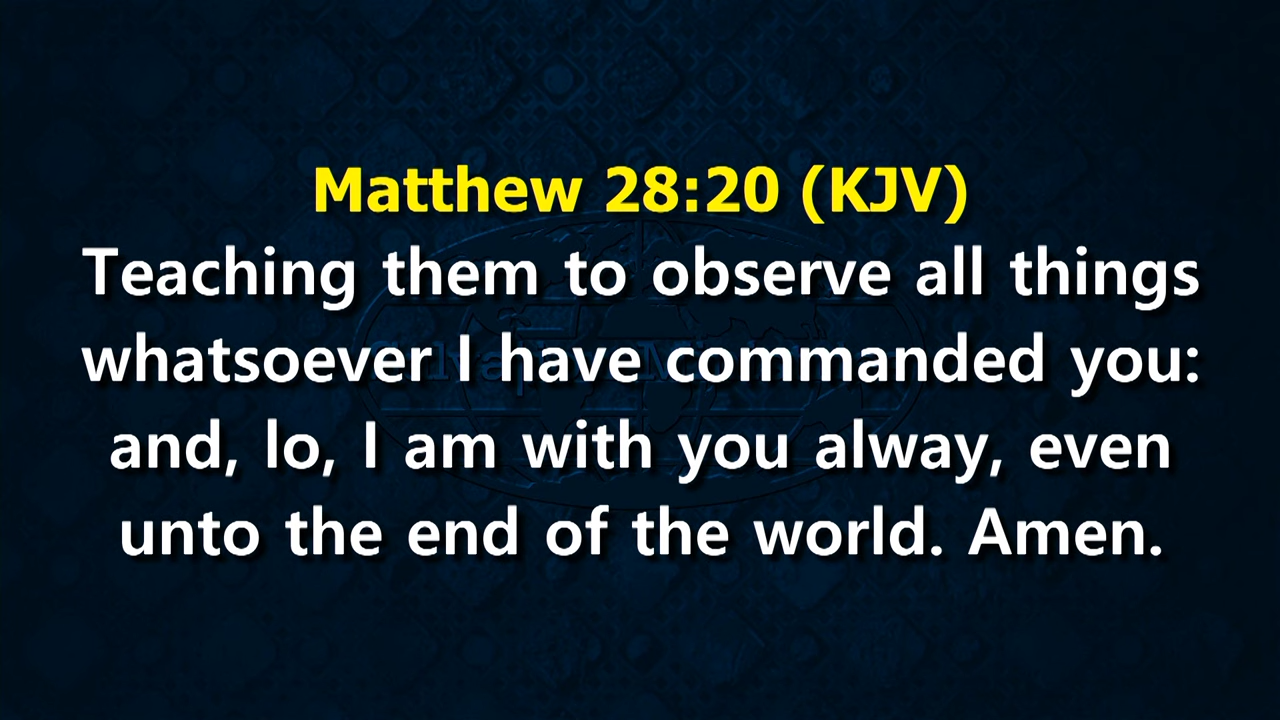 Matthew 28:20 (KJV)
Teaching them to observe all things
whatsoever I have commanded you:
and, lo, I am with you alway, even
unto the end of the world. Amen.